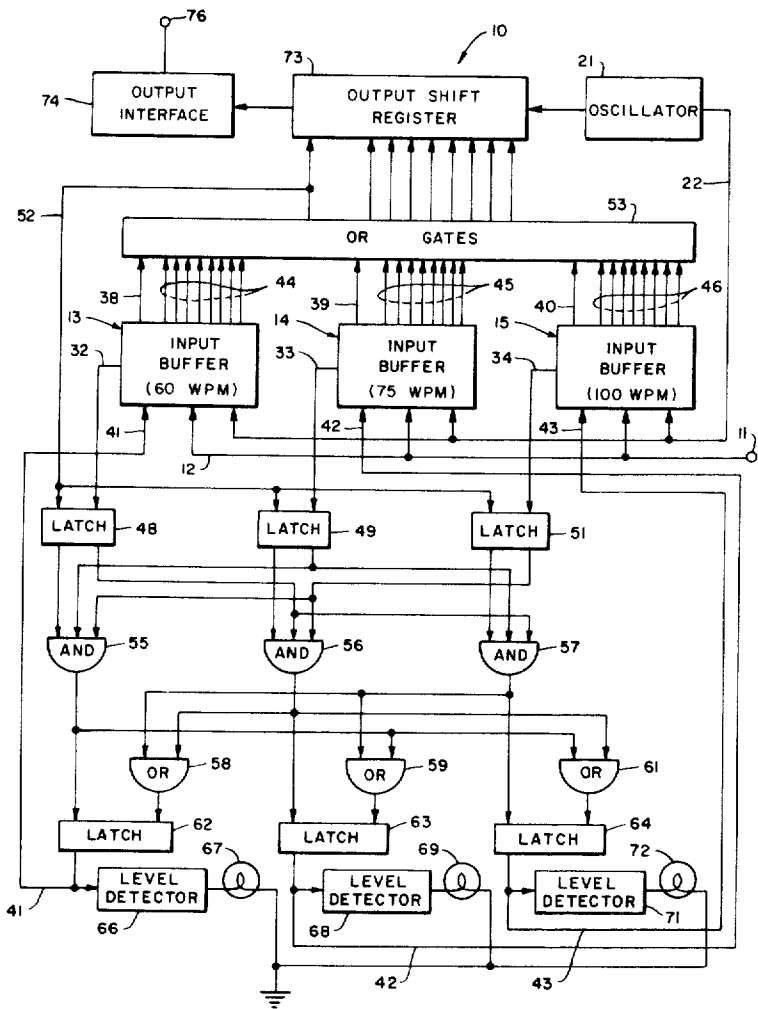 76
10
73
21
74
OUTPUT
INTERFACE
OUTPUT SHIFT
REGISTER
OSCILLATOR
22
52
53
OR GATES
38
44
39
45
40
46
13
14
15
32
33
34
INPUT
BUFFER
(60 WPM)
INPUT
BUFFER
(75 WPM)
INPUT
BUFFER
(100 WPM)
41
42
43
11
12
LATCH
48
LATCH
49
LATCH
51
AND
55
AND
56
AND
57
OR
58
OR
59
OR
61
LATCH
62
LATCH
63
LATCH
64
67
69
72
LEVEL
DETECTOR
LEVEL
DETECTOR
LEVEL
DETECTOR
41
66
68
71
42
43